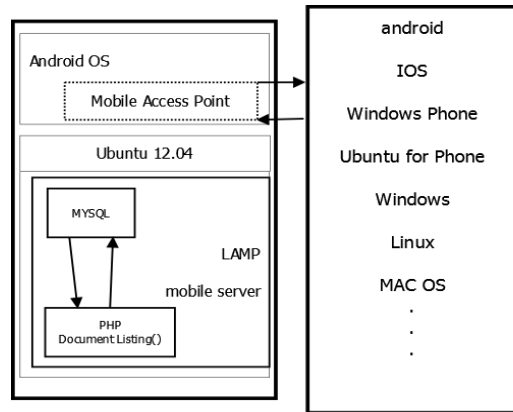 Android OS
Mobile Access Point
Ubuntu 12.04
MYSQL
LAMP
mobile server
PHP
Document Listing()
android
IOS
Windows Phone
Ubuntu for Phone
Windows
Linux
MAC OS
.
.
.